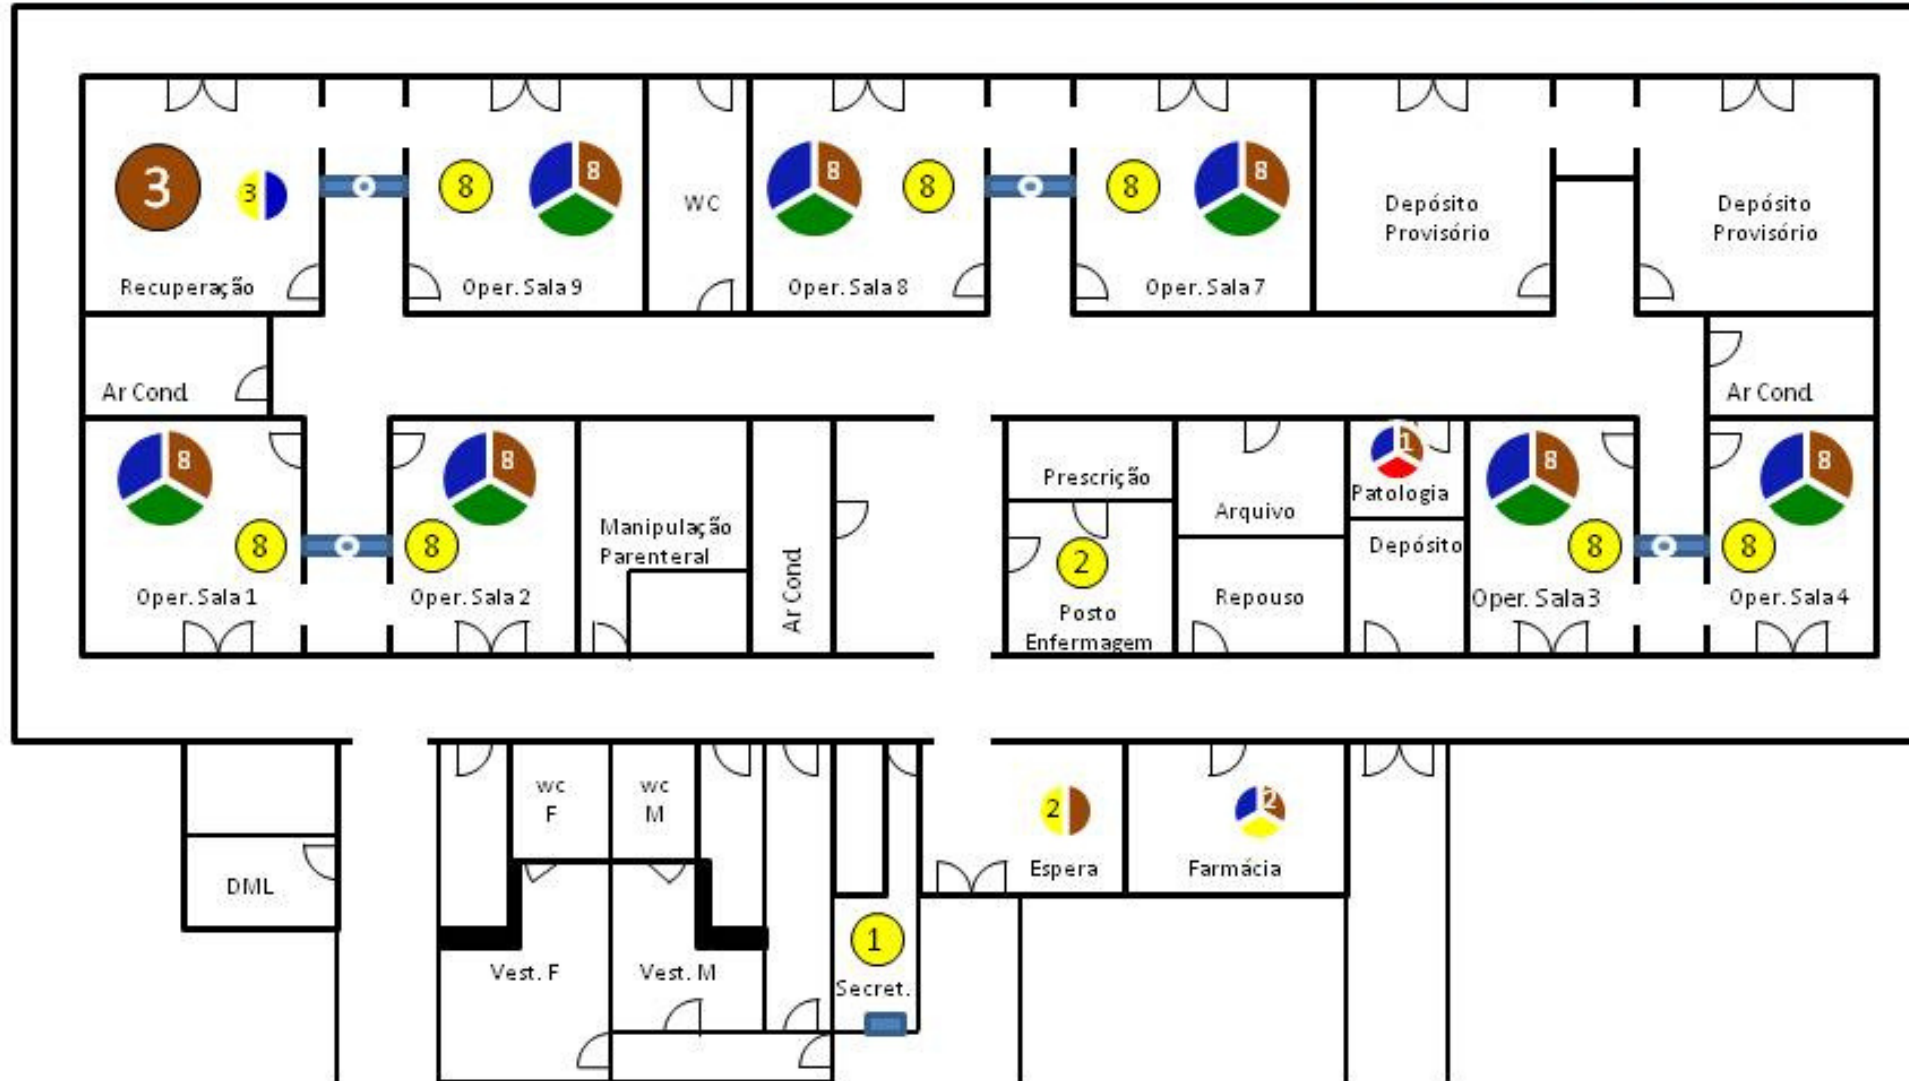 3
3
8
8
8
8
8
8
WC
Depósito
Provisório
Depósito
Provisório
Recuperação
Oper. Sala 9
Oper. Sala 8
Oper. Sala 7
Ar Cond.
Ar Cond.
8
8
1
8
8
Prescrição
Patologia
Arquivo
Manipulação
Parenteral
Ar Cond.
8
8
2
Depósito
8
8
Oper. Sala 1
Oper. Sala 2
Posto
Enfermagem
Repouso
Oper. Sala 3
Oper. Sala 4
wc
F
wc
M
2
2
Espera
Farmácia
DML
1
Vest. F
Vest. M
Secret.